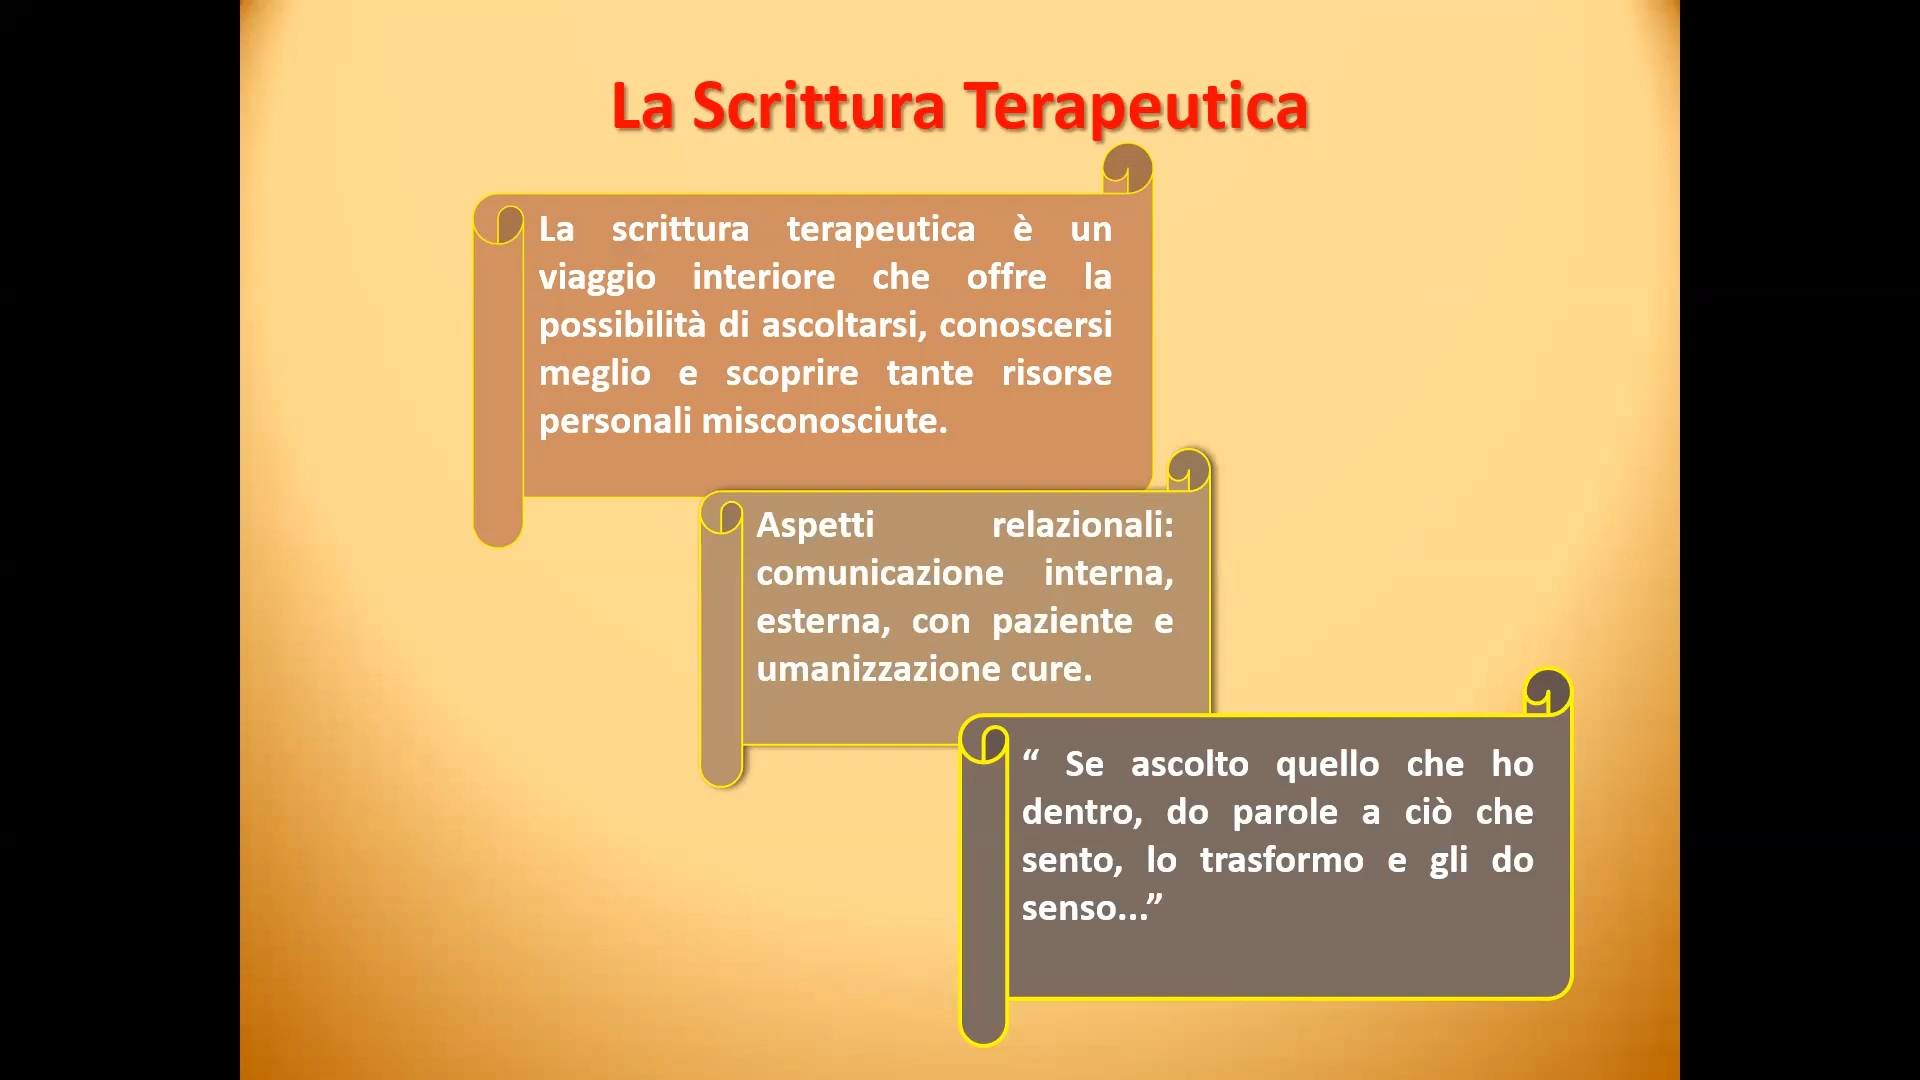 La Scrittura Terapeutica
La scrittura terapeutica è un
viaggio interiore che offre la
possibilità di ascoltarsi, conoscersi
meglio e scoprire tante risorse
personali misconosciute.
Aspetti relazionali:
comunicazione interna,
esterna, con paziente e
umanizzazione cure.
“ Se ascolto quello che ho
dentro, do parole a ciò che
sento, lo trasformo e gli do
senso...”